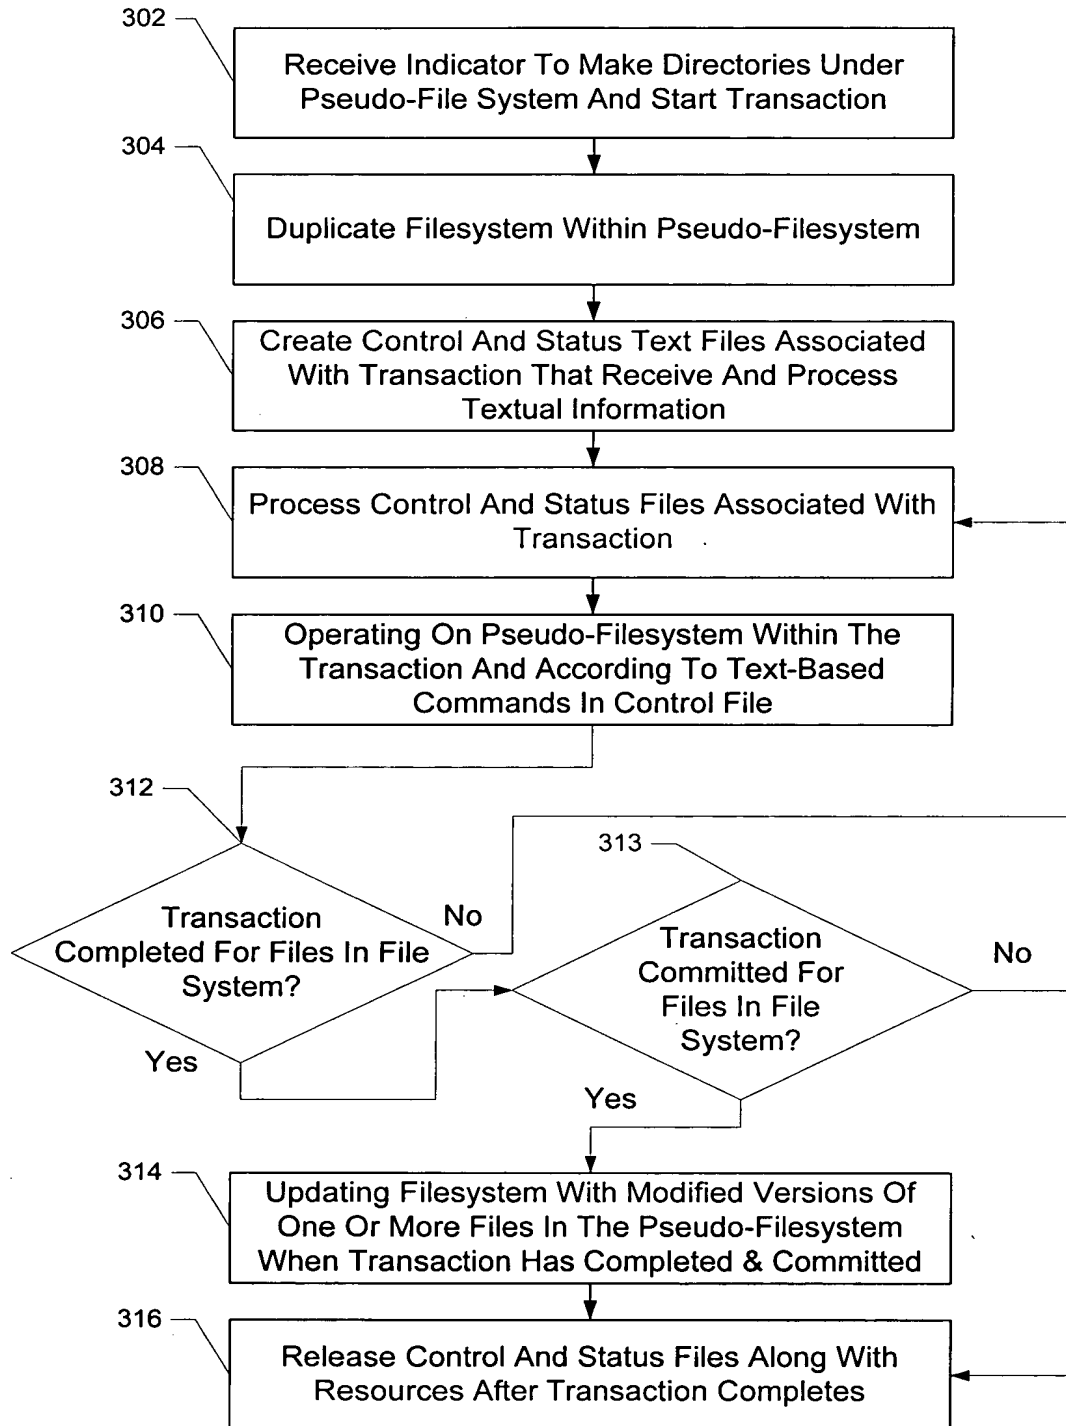 302
Receive Indicator To Make Directories Under
Pseudo-File System And Start Transaction
304
Duplicate Filesystem Within Pseudo-Filesystem
306
Create Control And Status Text Files Associated
With Transaction That Receive And Process
Textual Information
308
Process Control And Status Files Associated With
Transaction
310
Operating On Pseudo-Filesystem Within The
Transaction And According To Text-Based
Commands In Control File
312
Transaction
Completed For Files In File
System?
No
Yes
313
Transaction
Committed For
Files In File
System?
No
Yes
314
Updating Filesystem With Modified Versions Of
One Or More Files In The Pseudo-Filesystem
When Transaction Has Completed & Committed
316
Release Control And Status Files Along With
Resources After Transaction Completes